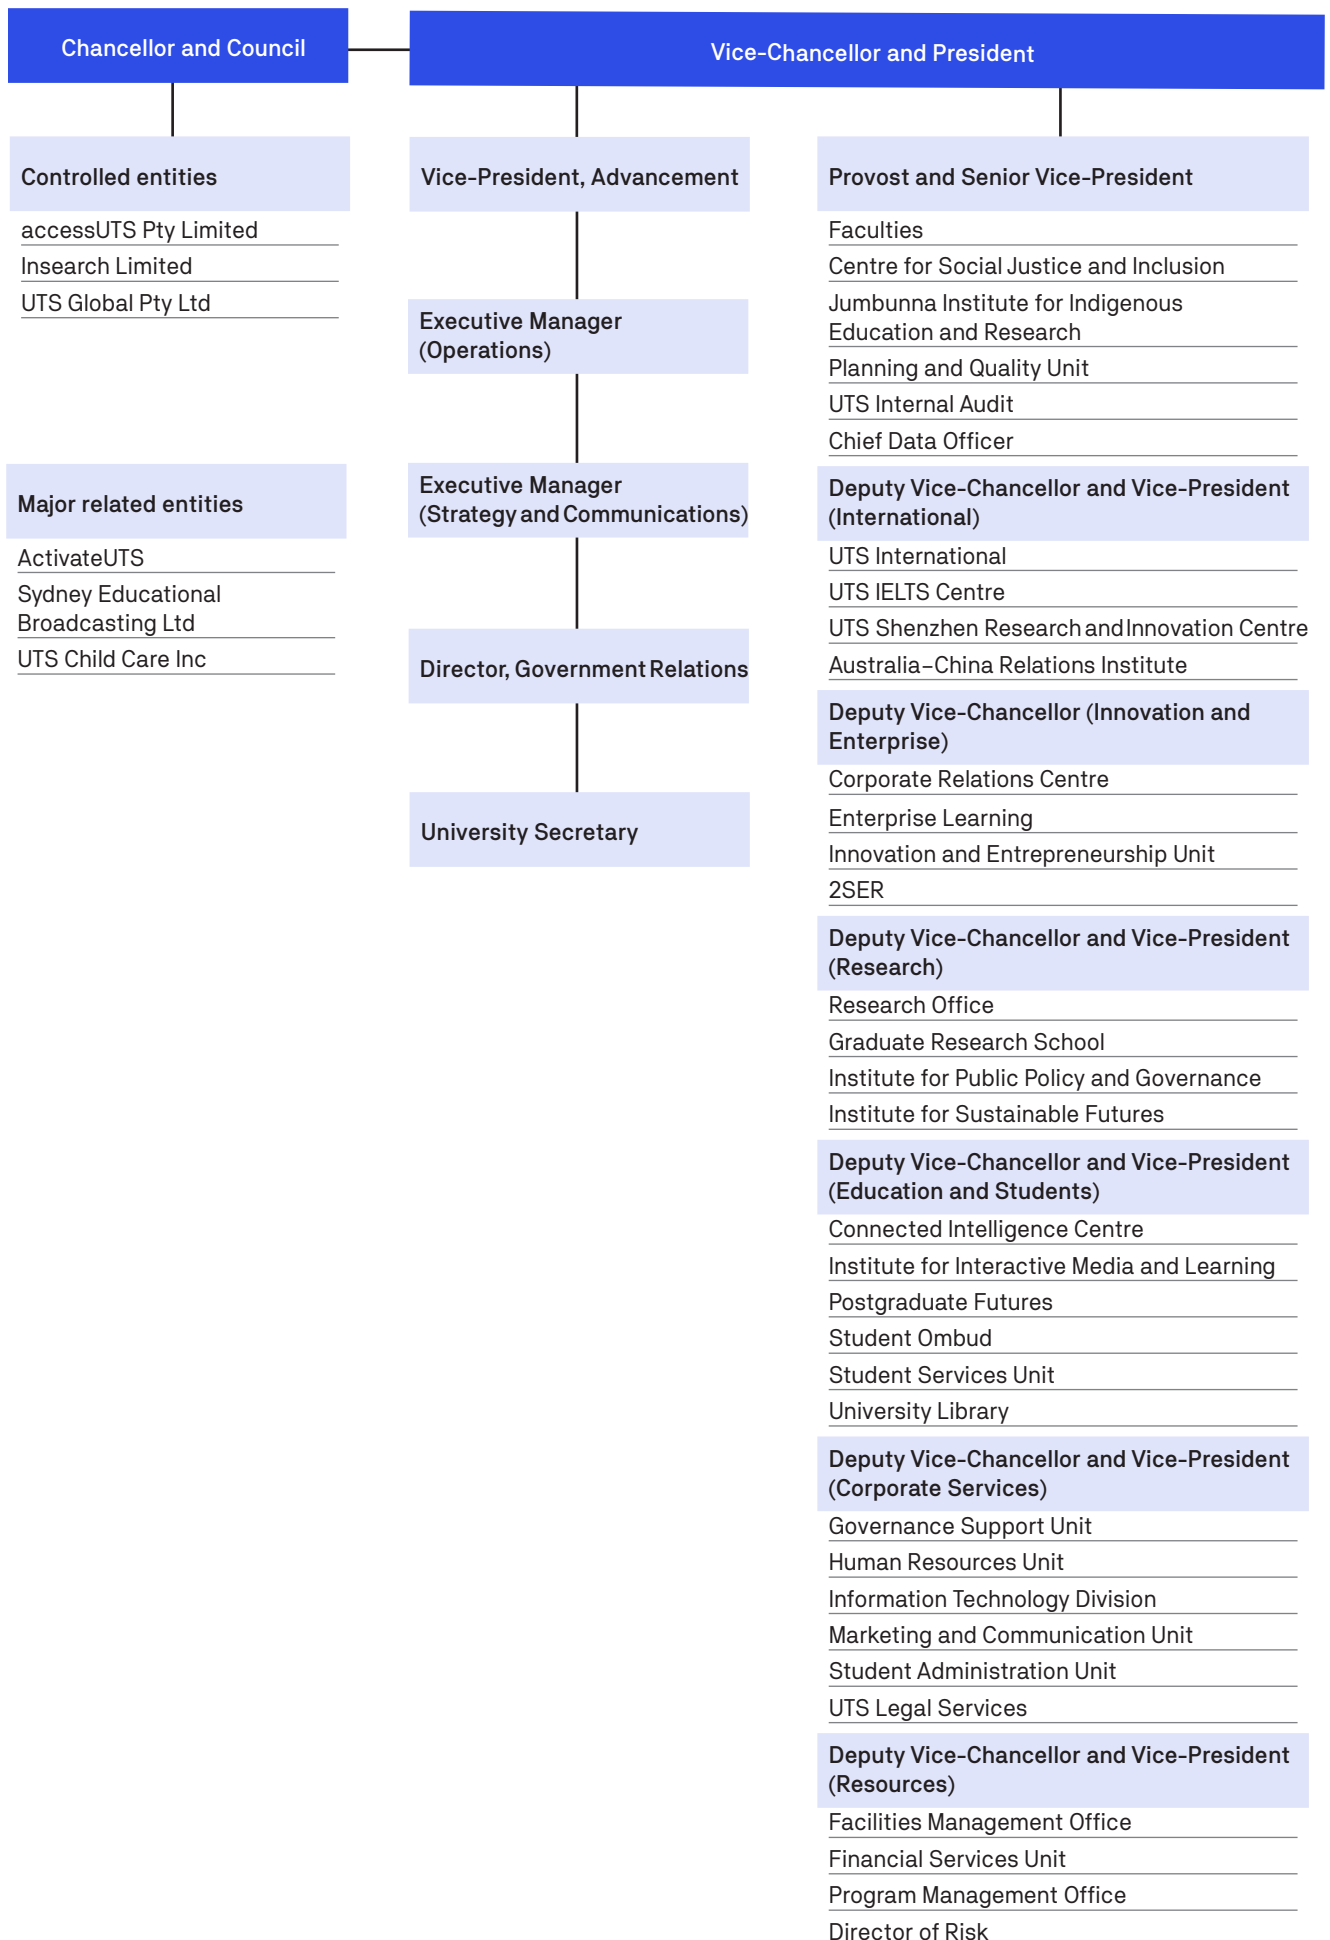 Chancellor and Council
Vice-Chancellor and President
Controlled entities
accessUTS Pty Limited
Insearch Limited
UTS Global Pty Ltd
Major related entities
ActivateUTS
Sydney Educational
Broadcasting Ltd
UTS Child Care Inc
Vice-President, Advancement
Executive Manager
(Operations)
Executive Manager
(Strategy and Communications)
Director, Government Relations
University Secretary
Provost and Senior Vice-President
Faculties
Centre for Social Justice and Inclusion
Jumbunna Institute for Indigenous
Education and Research
Planning and Quality Unit
UTS Internal Audit
Chief Data Officer
Deputy Vice-Chancellor and Vice-President
(International)
UTS International
UTS IELTS Centre
UTS Shenzhen Research and Innovation Centre
Australia–China Relations Institute
Deputy Vice-Chancellor (Innovation and
Enterprise)
Corporate Relations Centre
Enterprise Learning
Innovation and Entrepreneurship Unit
2SER
Deputy Vice-Chancellor and Vice-President
(Research)
Research Office
Graduate Research School
Institute for Public Policy and Governance
Institute for Sustainable Futures
Deputy Vice-Chancellor and Vice-President
(Education and Students)
Connected Intelligence Centre
Institute for Interactive Media and Learning
Postgraduate Futures
Student Ombud
Student Services Unit
University Library
Deputy Vice-Chancellor and Vice-President
(Corporate Services)
Governance Support Unit
Human Resources Unit
Information Technology Division
Marketing and Communication Unit
Student Administration Unit
UTS Legal Services
Deputy Vice-Chancellor and Vice-President
(Resources)
Facilities Management Office
Financial Services Unit
Program Management Office
Director of Risk